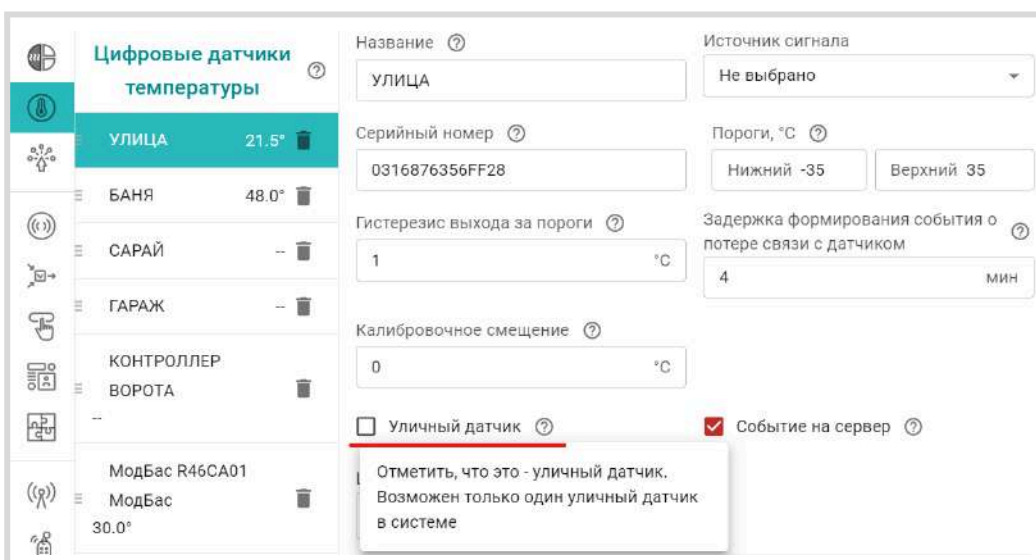 Цифровые датчики
температуры
УЛИЦА 21.5°
БАНЯ 48.0°
САРАЙ --
ГАРАЖ --
КОНТРОЛЛЕР
ВОРОТА
--
МодБас R46CA01
МодБас
30.0°
Название
УЛИЦА
Источник сигнала
Не выбрано
Серийный номер
0316876356FF28
Пороги, °C
Нижний -35
Верхний 35
Гистерезис выхода за пороги
1 °C
Задержка формирования события о
потере связи с датчиком
4 мин
Калибровочное смещение
0 °C
Уличный датчик
Событие на сервер
Отметить, что это - уличный датчик.
Возможен только один уличный датчик
в системе